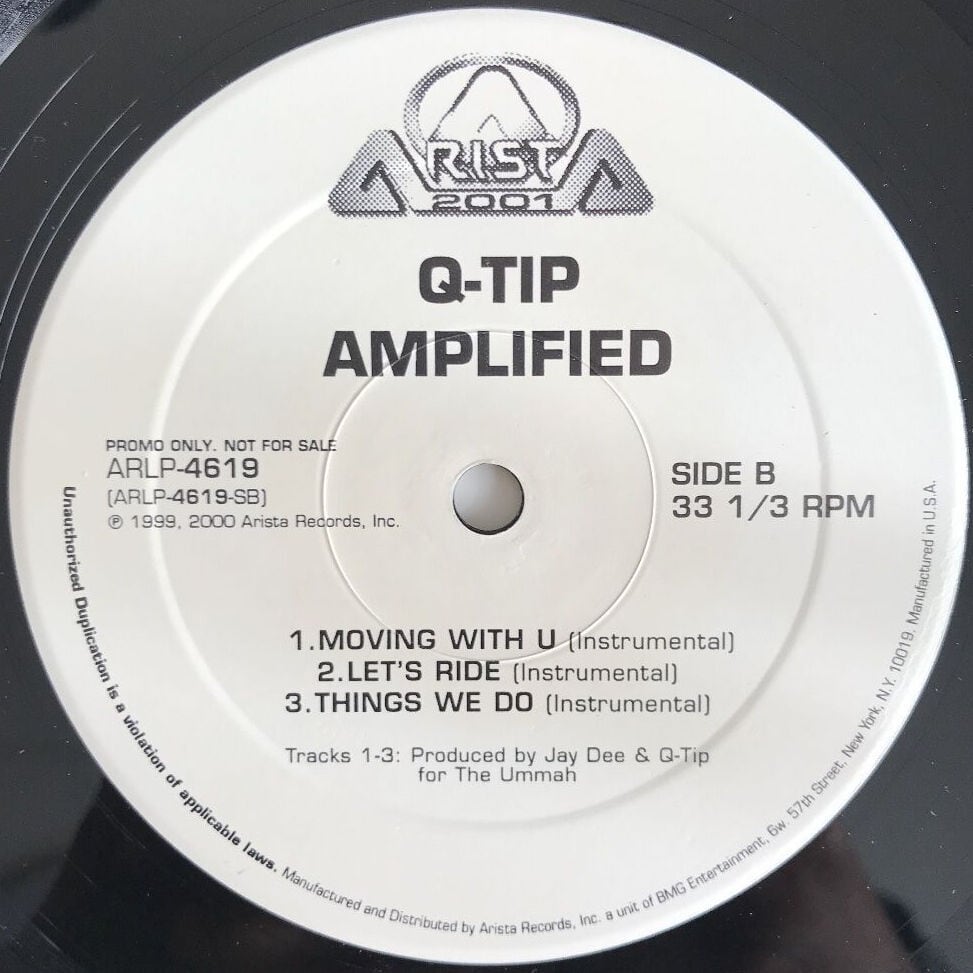 ARISTA
2001
Q-TIP
AMPLIFIED
PROMO ONLY. NOT FOR SALE
ARLP-4619
(ARLP-4619-SB)
℗ 1999, 2000 Arista Records, Inc.
SIDE B
33 1/3 RPM
1.MOVING WITH U (Instrumental)
2.LET'S RIDE (Instrumental)
3.THINGS WE DO (Instrumental)
Tracks 1-3: Produced by Jay Dee & Q-Tip
for The Ummah
Unauthorized Duplication is a violation of applicable laws. Manufactured and Distributed by Arista Records, Inc. a unit of BMG Entertainment, 6w. 57th Street, New York, N.Y. 10019. Manufactured in U.S.A.